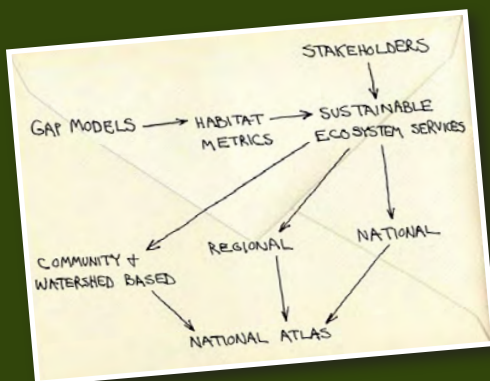 STAKEHOLDERS
GAP MODELS
HABITAT
METRICS
SUSTAINABLE
ECOSYSTEM SERVICES
COMMUNITY &
WATERSHED BASED
REGIONAL
NATIONAL
NATIONAL ATLAS